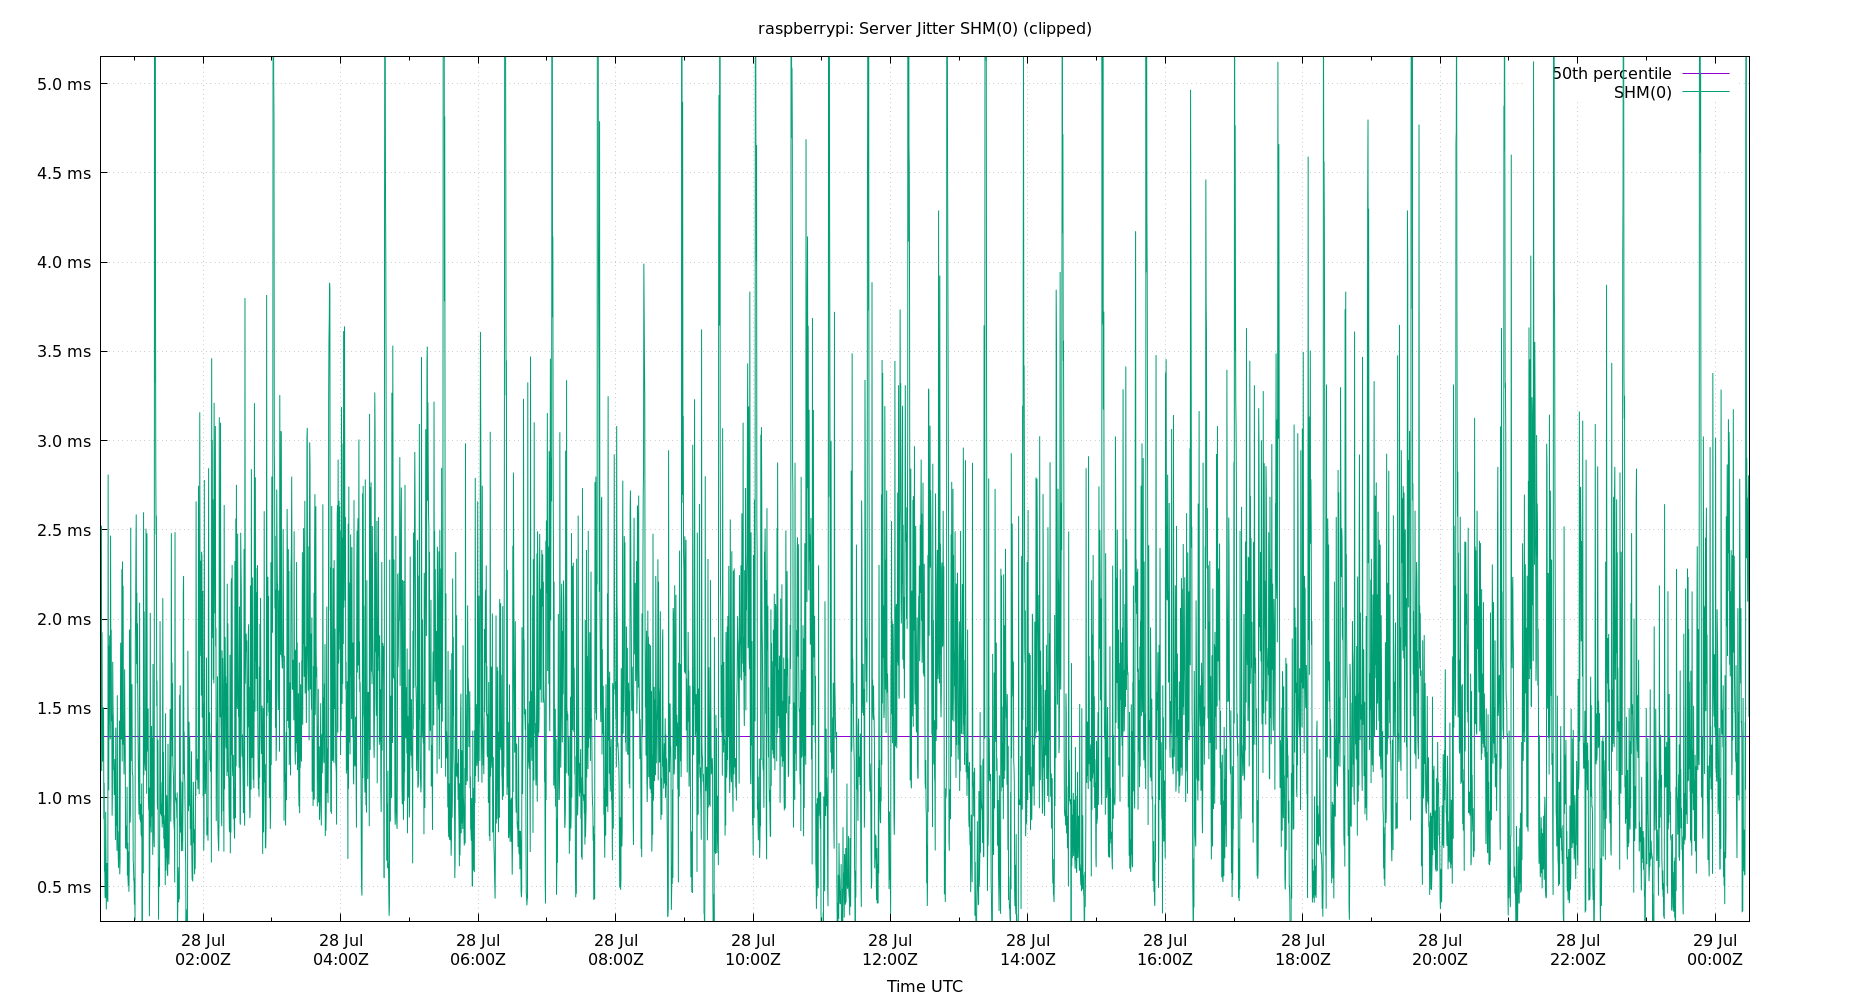 raspberrypi: Server Jitter SHM(0) (clipped)
50th percentile
SHM(0)
5.0 ms
4.5 ms
4.0 ms
3.5 ms
3.0 ms
2.5 ms
2.0 ms
1.5 ms
1.0 ms
0.5 ms
28 Jul 28 Jul 28 Jul 28 Jul 28 Jul 28 Jul 28 Jul 28 Jul 28 Jul 28 Jul 28 Jul 29 Jul
02:00Z 04:00Z 06:00Z 08:00Z 10:00Z 12:00Z 14:00Z 16:00Z 18:00Z 20:00Z 22:00Z 00:00Z
Time UTC